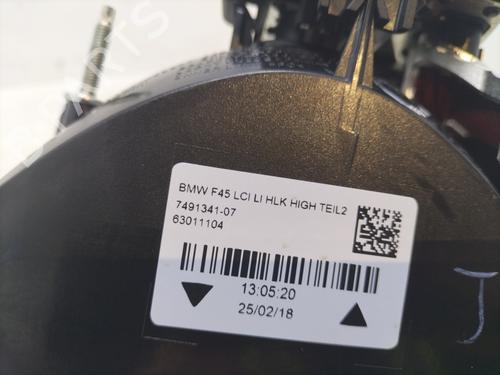 BMW F45 LCI LI HLK HIGH TEIL2
7491341-07
63011104
13:05:20
25/02/18